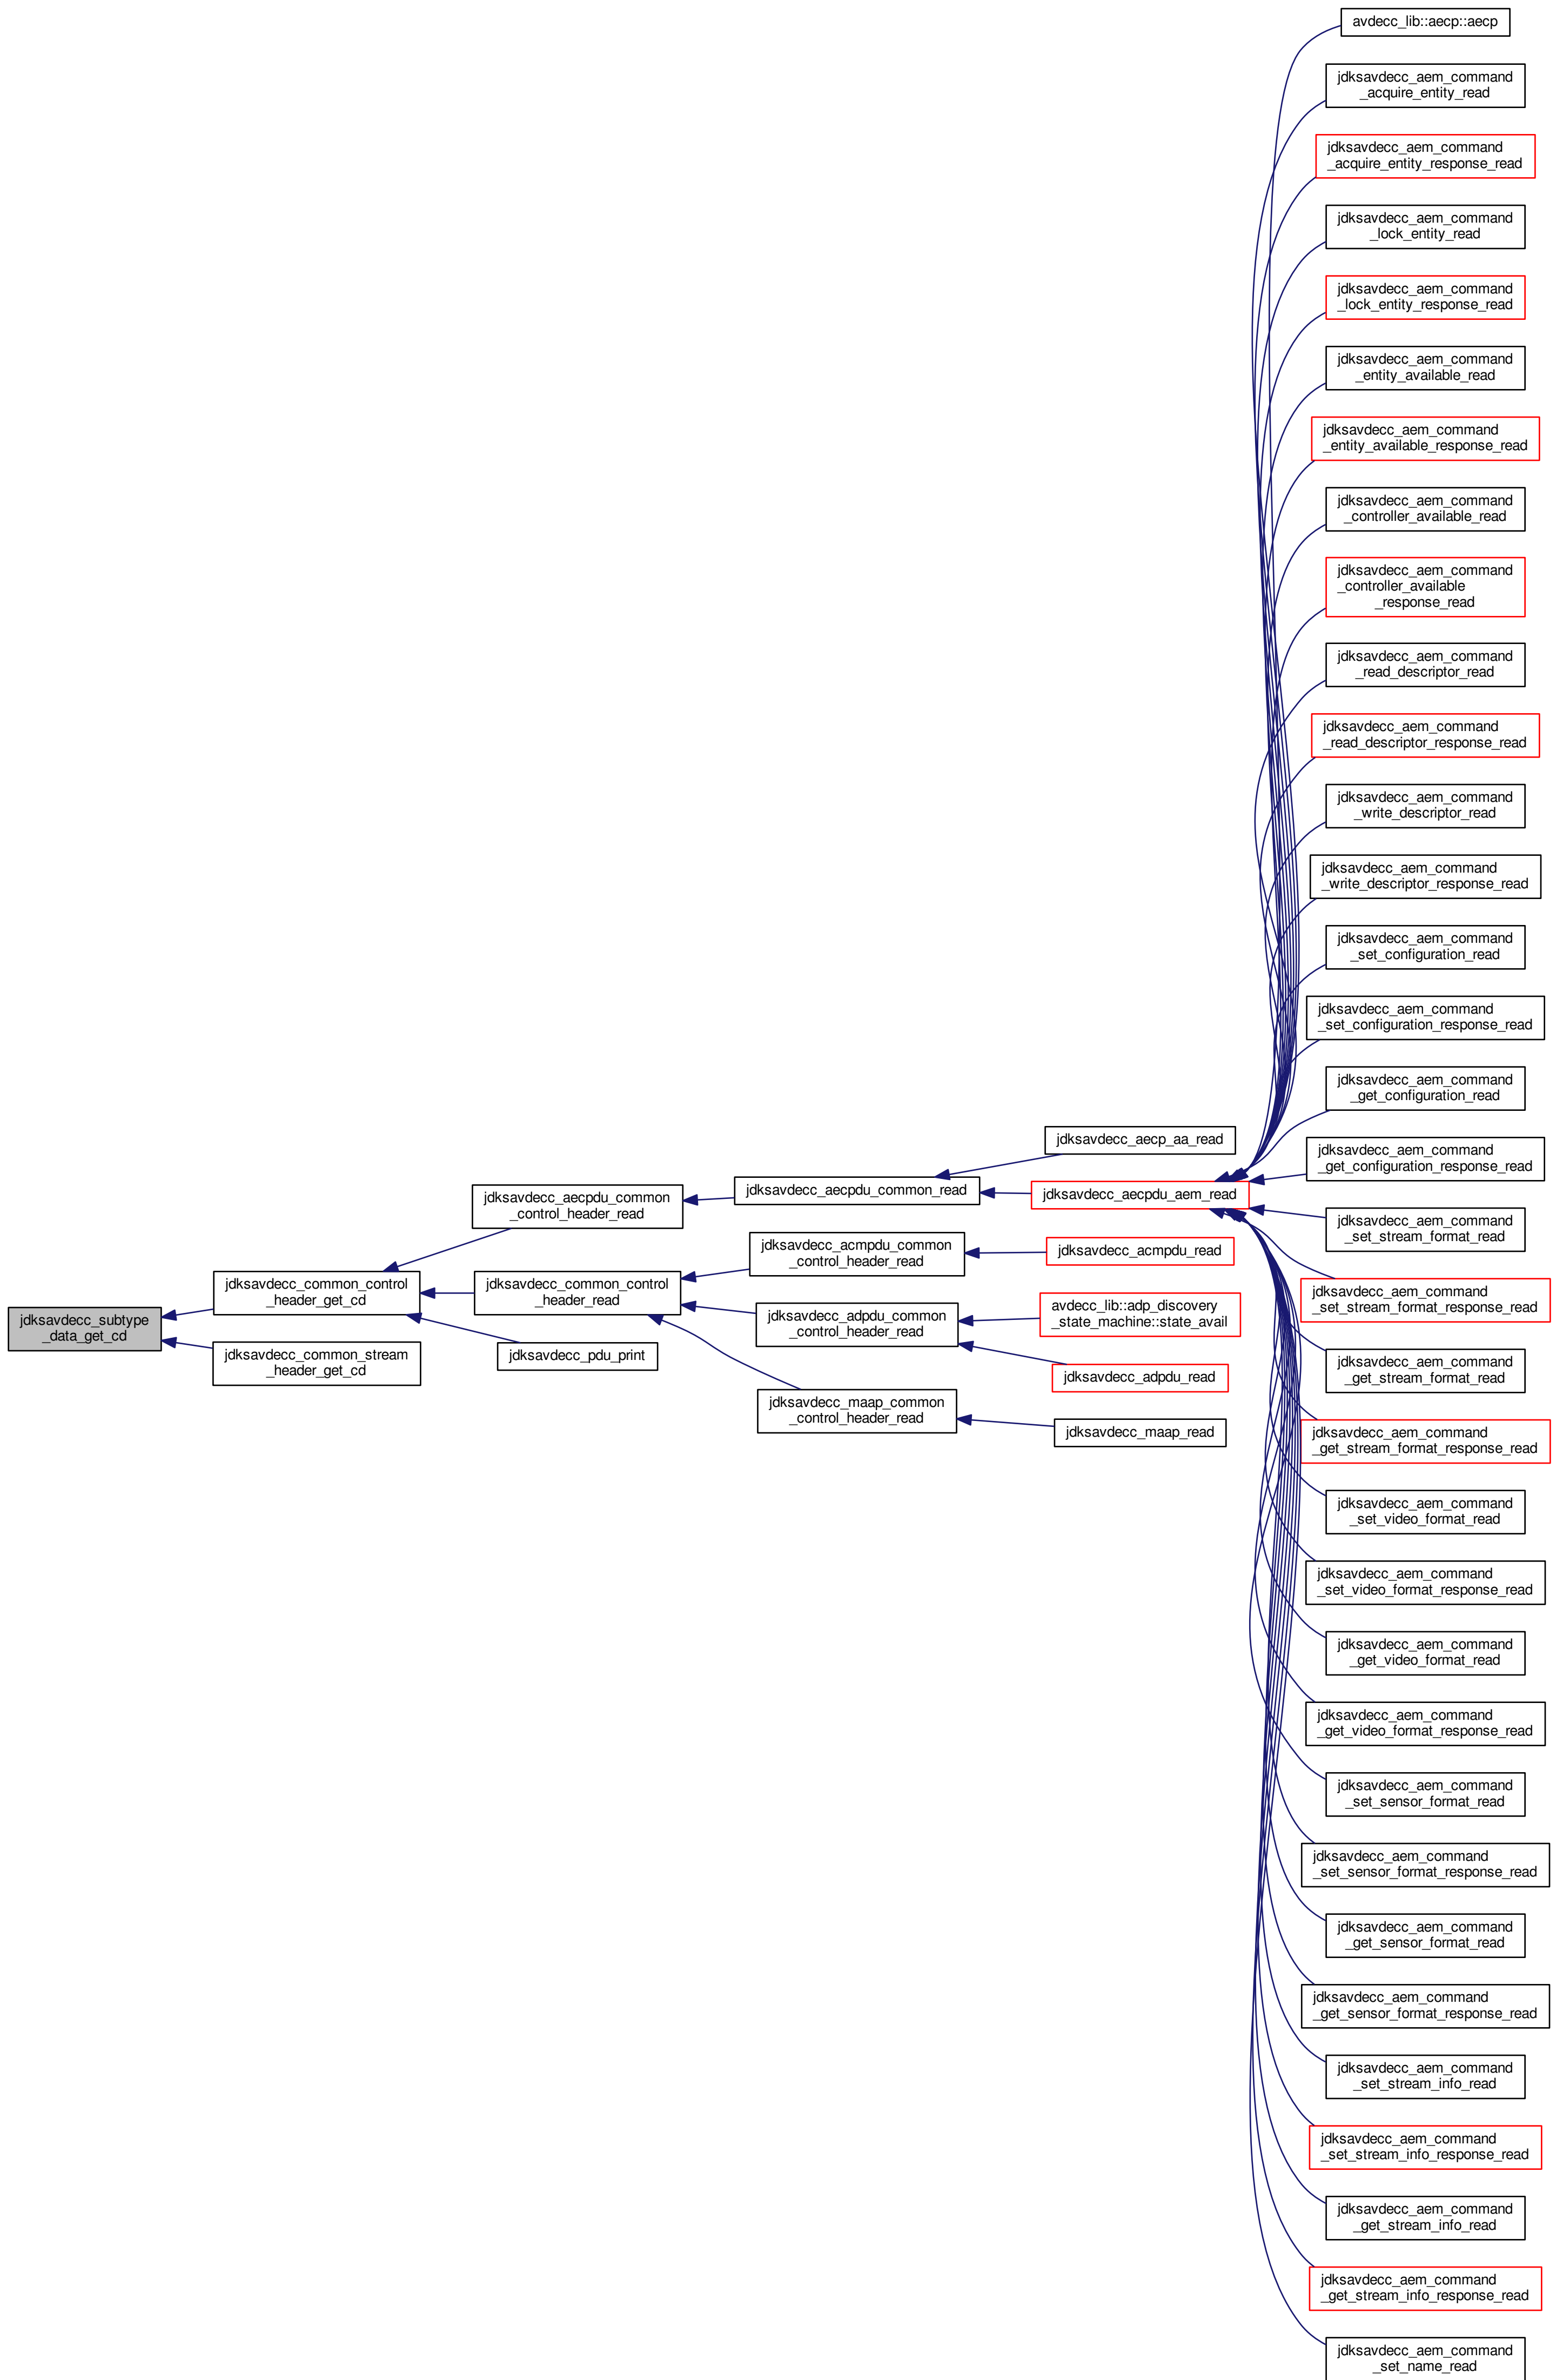 jdksavdecc_subtype
_data_get_cd
jdksavdecc_common_control
_header_get_cd
jdksavdecc_common_stream
_header_get_cd
jdksavdecc_aecpdu_common
_control_header_read
jdksavdecc_common_control
_header_read
jdksavdecc_pdu_print
jdksavdecc_aecpdu_common_read
jdksavdecc_acmpdu_common
_control_header_read
jdksavdecc_adpdu_common
_control_header_read
jdksavdecc_maap_common
_control_header_read
jdksavdecc_aecp_aa_read
jdksavdecc_aecpdu_aem_read
jdksavdecc_acmpdu_read
avdecc_lib::adp_discovery
_state_machine::state_avail
jdksavdecc_adpdu_read
jdksavdecc_maap_read
avdecc_lib::aecp::aecp
jdksavdecc_aem_command
_acquire_entity_read
jdksavdecc_aem_command
_acquire_entity_response_read
jdksavdecc_aem_command
_lock_entity_read
jdksavdecc_aem_command
_lock_entity_response_read
jdksavdecc_aem_command
_entity_available_read
jdksavdecc_aem_command
_entity_available_response_read
jdksavdecc_aem_command
_controller_available_read
jdksavdecc_aem_command
_controller_available
_response_read
jdksavdecc_aem_command
_read_descriptor_read
jdksavdecc_aem_command
_read_descriptor_response_read
jdksavdecc_aem_command
_write_descriptor_read
jdksavdecc_aem_command
_write_descriptor_response_read
jdksavdecc_aem_command
_set_configuration_read
jdksavdecc_aem_command
_set_configuration_response_read
jdksavdecc_aem_command
_get_configuration_read
jdksavdecc_aem_command
_get_configuration_response_read
jdksavdecc_aem_command
_set_stream_format_read
jdksavdecc_aem_command
_set_stream_format_response_read
jdksavdecc_aem_command
_get_stream_format_read
jdksavdecc_aem_command
_get_stream_format_response_read
jdksavdecc_aem_command
_set_video_format_read
jdksavdecc_aem_command
_set_video_format_response_read
jdksavdecc_aem_command
_get_video_format_read
jdksavdecc_aem_command
_get_video_format_response_read
jdksavdecc_aem_command
_set_sensor_format_read
jdksavdecc_aem_command
_set_sensor_format_response_read
jdksavdecc_aem_command
_get_sensor_format_read
jdksavdecc_aem_command
_get_sensor_format_response_read
jdksavdecc_aem_command
_set_stream_info_read
jdksavdecc_aem_command
_set_stream_info_response_read
jdksavdecc_aem_command
_get_stream_info_read
jdksavdecc_aem_command
_get_stream_info_response_read
jdksavdecc_aem_command
_set_name_read